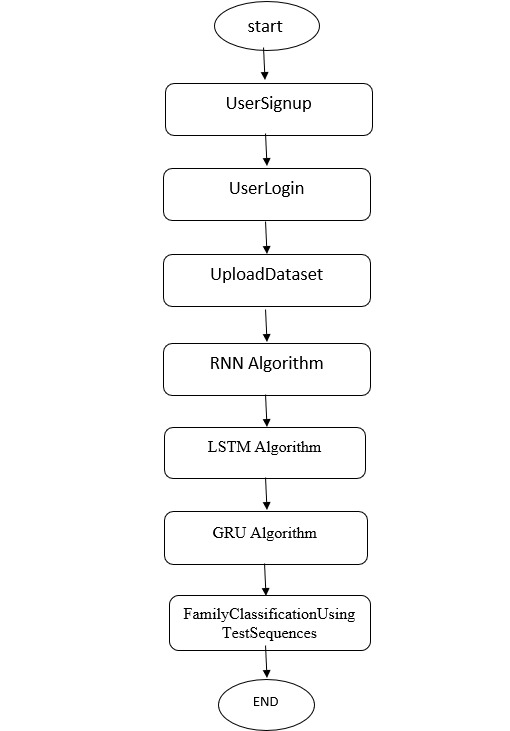 start
UserSignup
UserLogin
UploadDataset
RNN Algorithm
LSTM Algorithm
GRU Algorithm
FamilyClassificationUsing
TestSequences
END